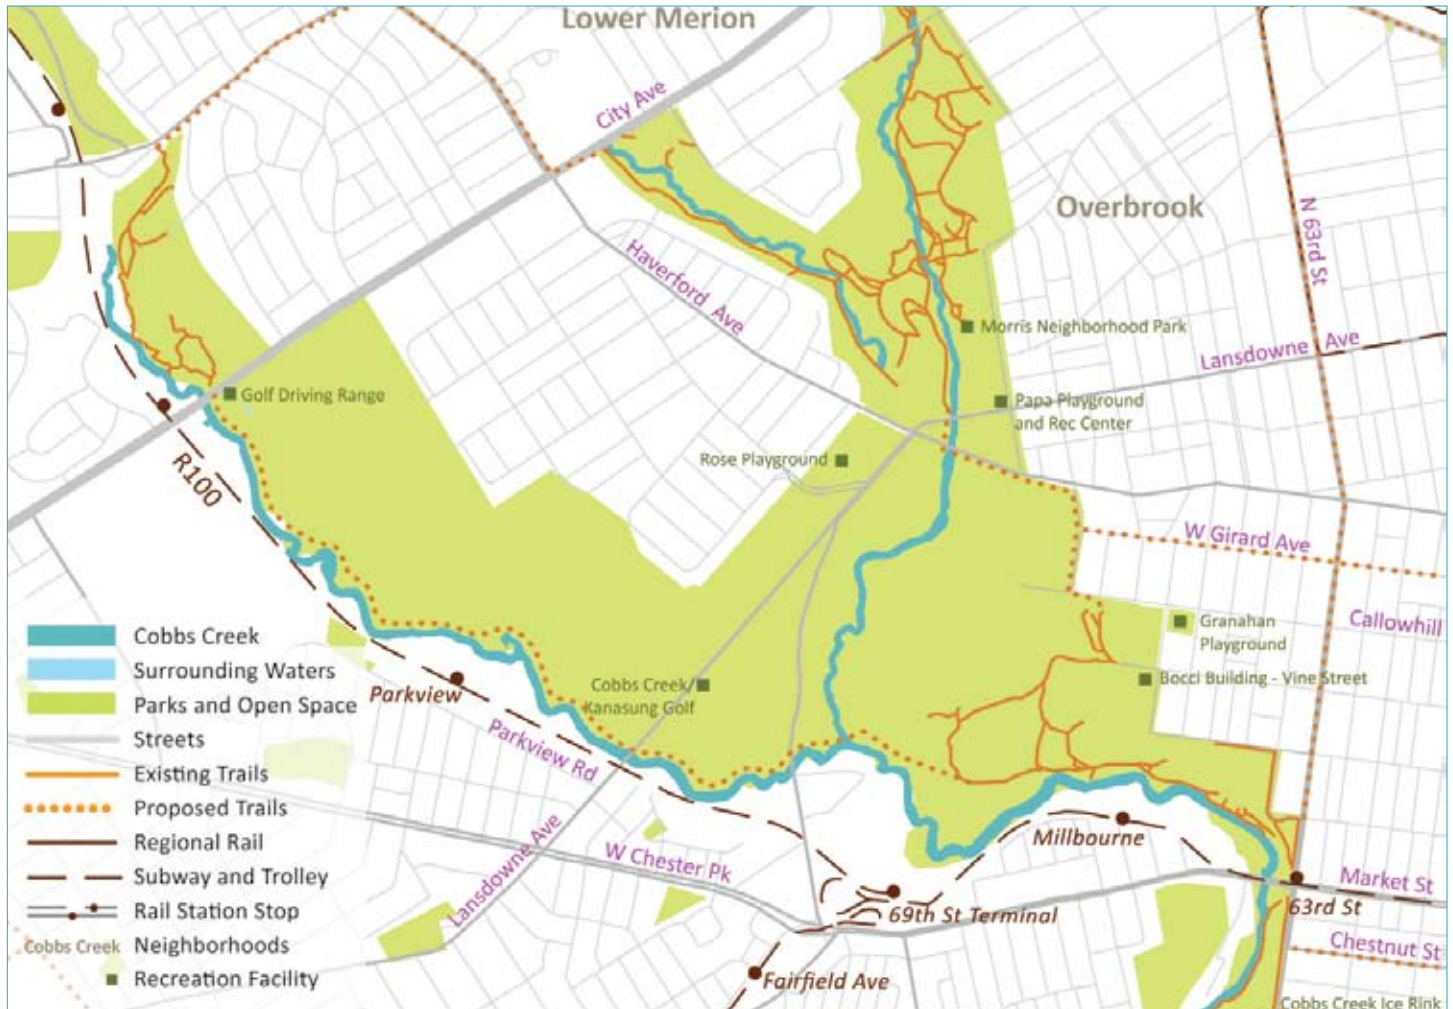 Lower Merion
City Ave
Overbrook
N 63rd St
Haverford Ave
Morris Neighborhood Park
Lansdowne Ave
Golf Driving Range
Papa Playground
and Rec Center
Rose Playground
R100
W Girard Ave
Callowhill
Granahan
Playground
Bocci Building - Vine Street
Cobbs Creek/
Kanasung Golf
Parkview
Parkview Rd
Cobbs Creek
Surrounding Waters
Parks and Open Space
Streets
Existing Trails
Proposed Trails
Regional Rail
Subway and Trolley
Rail Station Stop
Cobbs Creek Neighborhoods
Recreation Facility
Lansdowne Ave
W Chester Pk
Millbourne
Market St
63rd St
69th St Terminal
Chestnut St
Fairfield Ave
Cobbs Creek Ice Rink